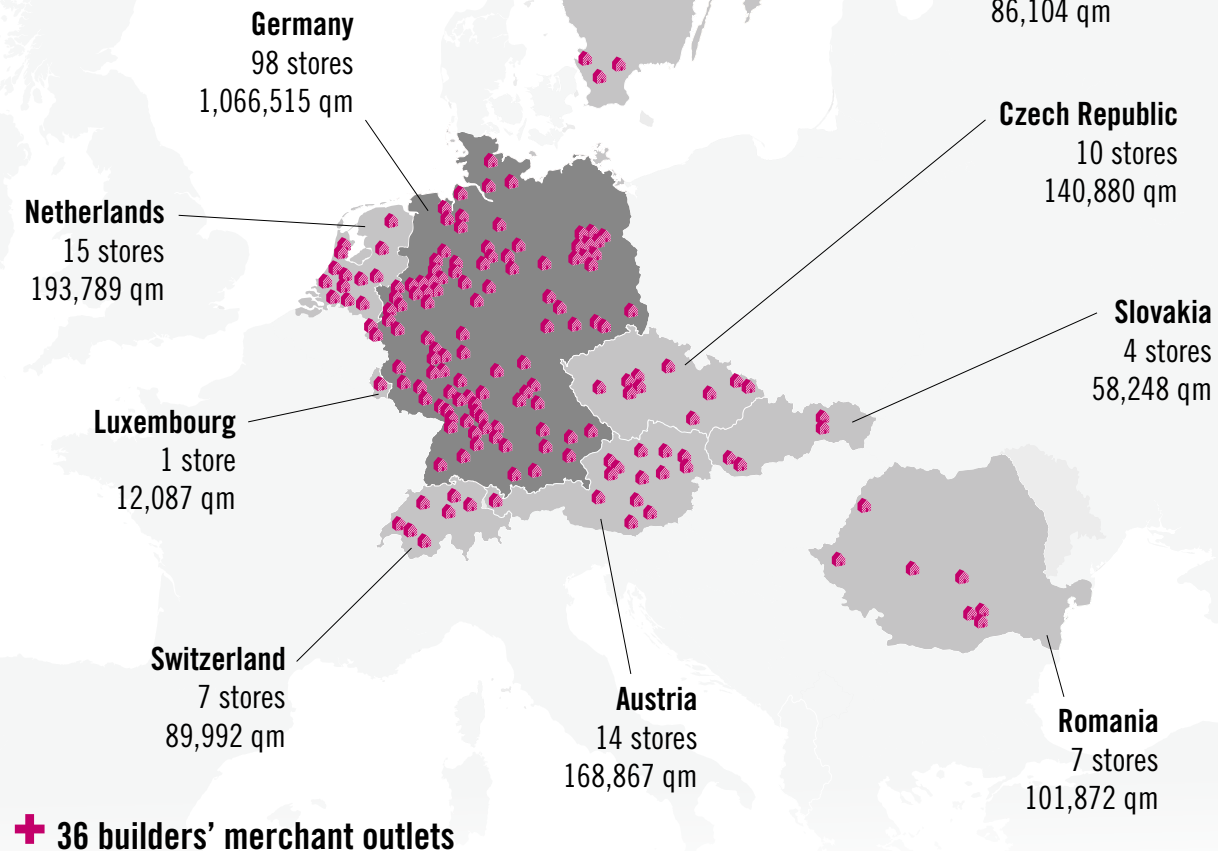 86,104 qm
Germany
98 stores
1,066,515 qm
Czech Republic
10 stores
140,880 qm
Netherlands
15 stores
193,789 qm
Slovakia
4 stores
58,248 qm
Luxembourg
1 store
12,087 qm
Switzerland
7 stores
89,992 qm
Austria
14 stores
168,867 qm
Romania
7 stores
101,872 qm
+ 36 builders’ merchant outlets